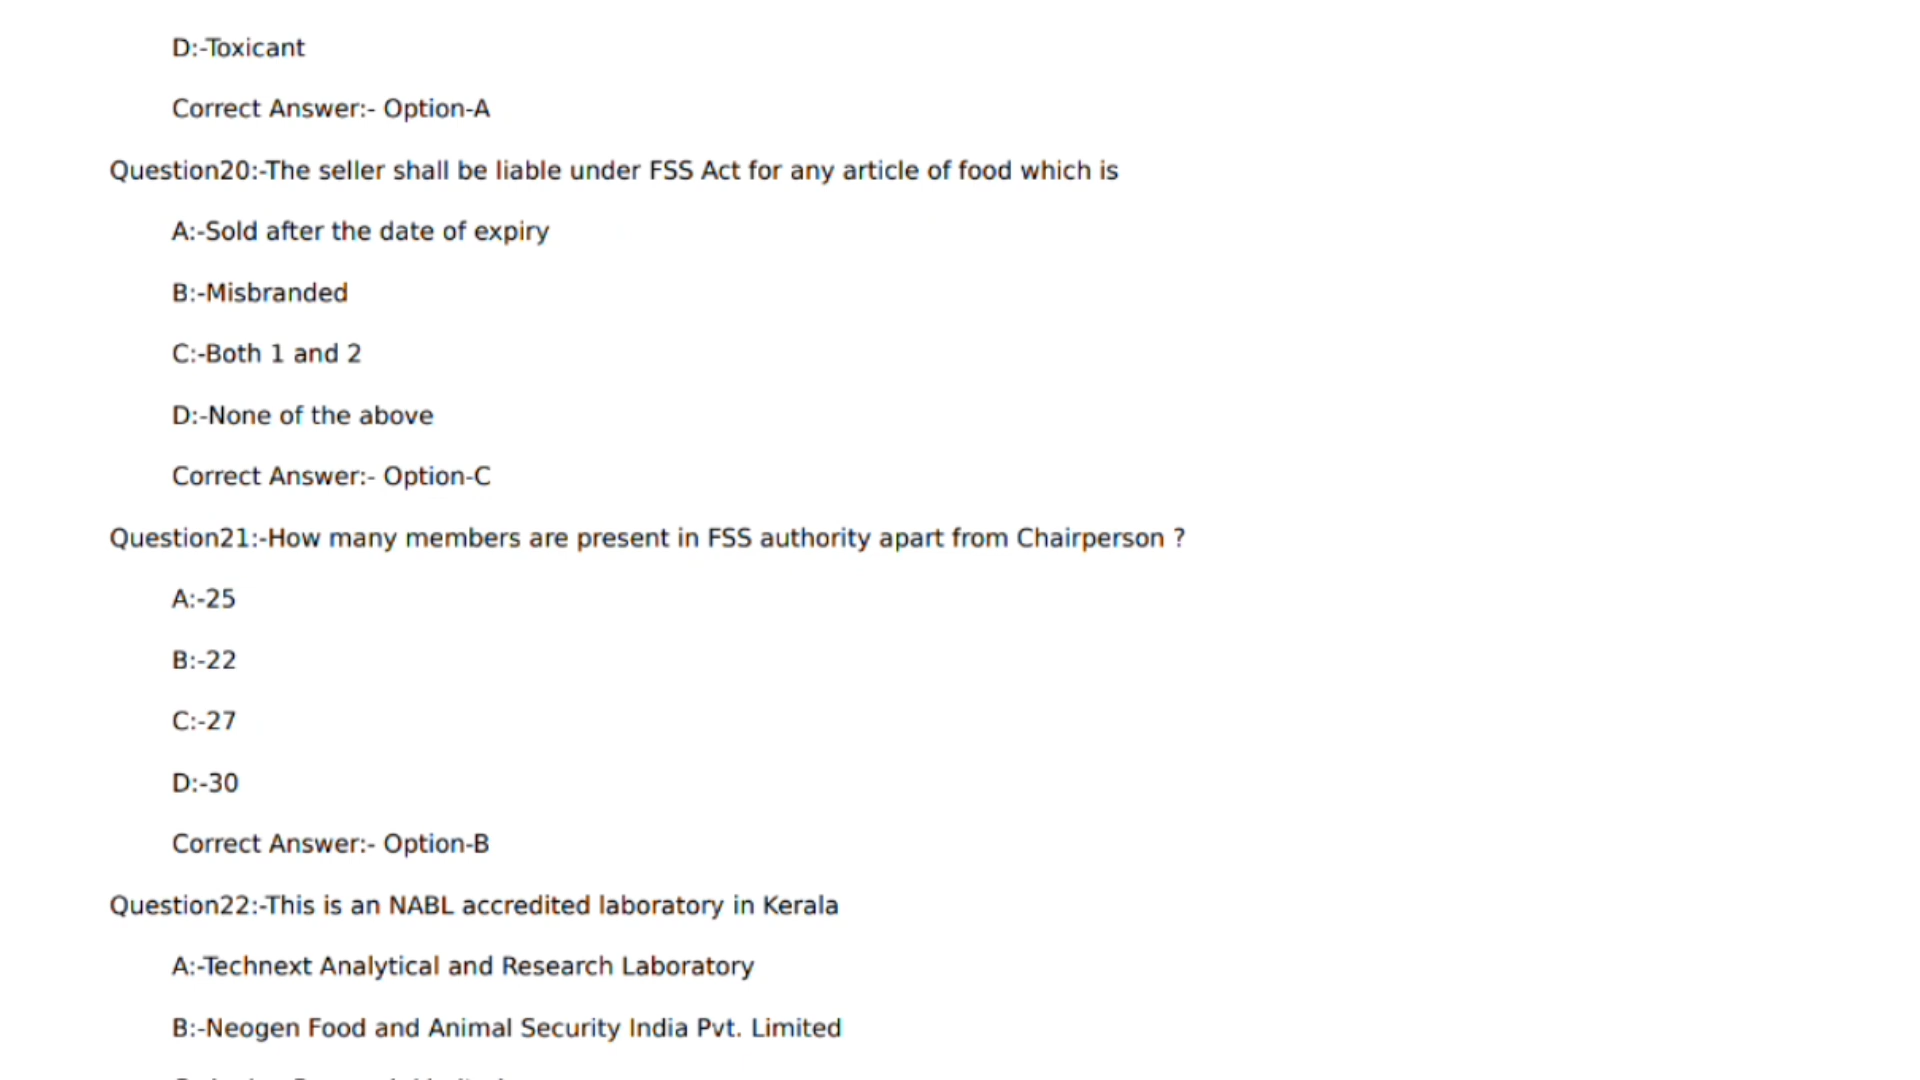 D:-Toxicant
Correct Answer:- Option-A
Question20:-The seller shall be liable under FSS Act for any article of food which is
A:-Sold after the date of expiry
B:-Misbranded
C:-Both 1 and 2
D:-None of the above
Correct Answer:- Option-C
Question21:-How many members are present in FSS authority apart from Chairperson ?
A:-25
B:-22
C:-27
D:-30
Correct Answer:- Option-B
Question22:-This is an NABL accredited laboratory in Kerala
A:-Technext Analytical and Research Laboratory
B:-Neogen Food and Animal Security India Pvt. Limited